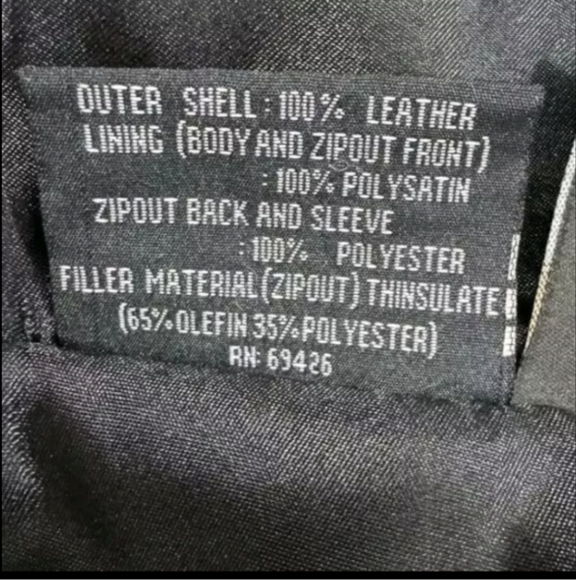 OUTER SHELL: 100% LEATHER
LINING (BODY AND ZIPOUT FRONT)
: 100% POLYSATIN
ZIPOUT BACK AND SLEEVE
: 100% POLYESTER
FILLER MATERIAL (ZIPOUT) THINSULATE
(65% OLEFIN 35% POLYESTER)
RN: 69426